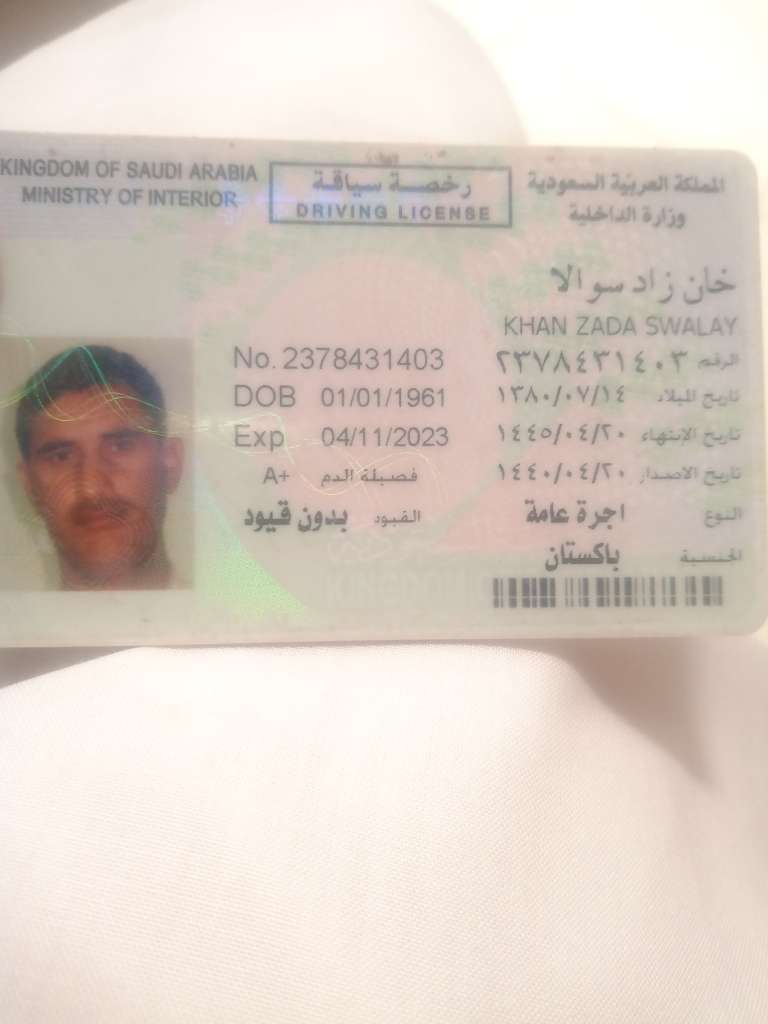 KINGDOM OF SAUDI ARABIA
MINISTRY OF INTERIOR
رخصة سياقة
DRIVING LICENSE
المملكة العربية السعودية
وزارة الداخلية
خان زاد سوالا
KHAN ZADA SWALAY
No. 2378431403 الرقم ٢٣٧٨٤٣١٤٠٣
DOB 01/01/1961 تاريخ الميلاد ١٣٨٠/٠٧/١٤
Exp 04/11/2023 تاريخ الإنتهاء ١٤٤٥/٠٤/٢٠
A+ فصيلة الدم تاريخ الاصدار ١٤٤٠/٠٤/٢٠
النوع اجرة عامة القيود بدون قيود
الجنسية باكستان
KINGDOM